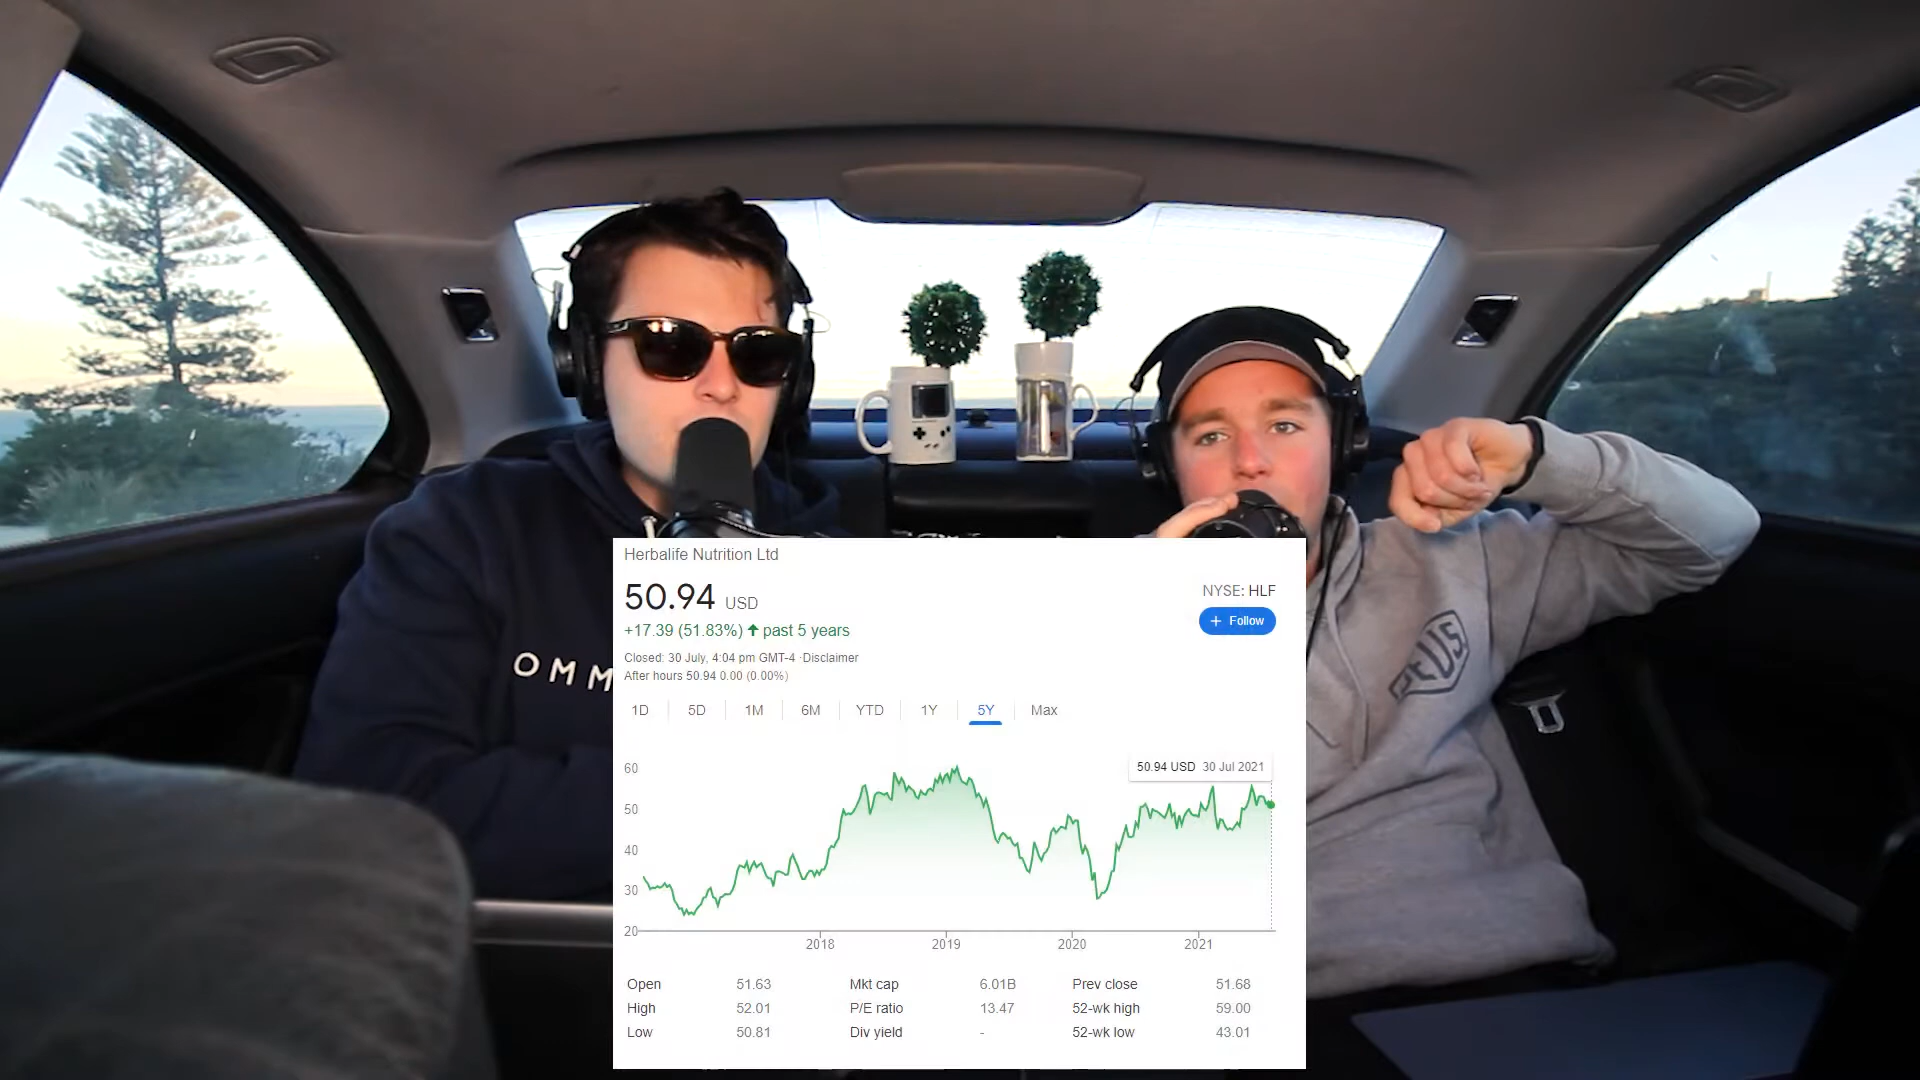 OMM
Herbalife Nutrition Ltd
50.94 USD
NYSE: HLF
+ Follow
+17.39 (51.83%) ↑ past 5 years
Closed: 30 July, 4:04 pm GMT-4 ·Disclaimer
After hours 50.94 0.00 (0.00%)
1D 5D 1M 6M YTD 1Y 5Y Max
50.94 USD 30 Jul 2021
60
50
40
30
20
2018 2019 2020 2021
Open 51.63 Mkt cap 6.01B Prev close 51.68
High 52.01 P/E ratio 13.47 52-wk high 59.00
Low 50.81 Div yield - 52-wk low 43.01